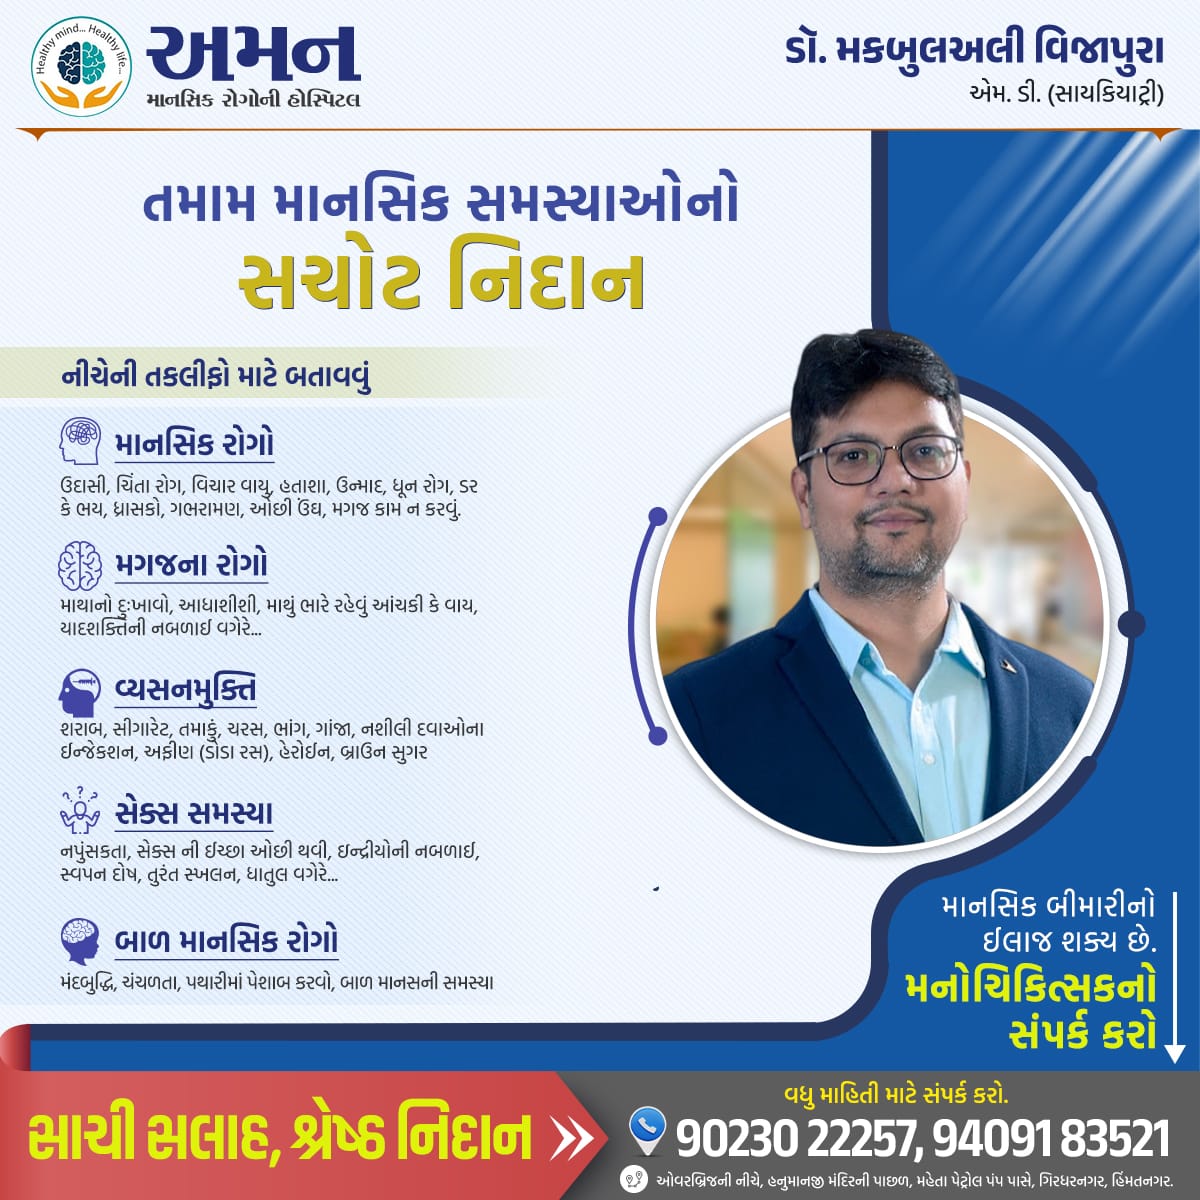 Healthy mind... Healthy life...
અમન
માનસિક રોગોની હોસ્પિટલ
ડૉ. મકબુલઅલી વિજાપુરા
એમ. ડી. (સાયકિયાટ્રી)
તમામ માનસિક સમસ્યાઓનો
સચોટ નિદાન
નીચેની તકલીફો માટે બતાવવું
માનસિક રોગો
ઉદાસી, ચિંતા રોગ, વિચાર વાયુ, હતાશા, ઉન્માદ, ધૂન રોગ, ડર
કે ભય, ધ્રાસકો, ગભરામણ, ઓછી ઉંઘ, મગજ કામ ન કરવું.
મગજના રોગો
માથાનો દુઃખાવો, આધાશીશી, માથું ભારે રહેવું આંચકી કે વાય,
યાદશક્તિની નબળાઈ વગેરે...
વ્યસનમુક્તિ
શરાબ, સીગારેટ, તમાકું, ચરસ, ભાંગ, ગાંજા, નશીલી દવાઓના
ઈન્જેકશન, અફીણ (ડોડા રસ), હેરોઈન, બ્રાઉન સુગર
સેક્સ સમસ્યા
નપુંસકતા, સેક્સ ની ઈચ્છા ઓછી થવી, ઇન્દ્રીયોની નબળાઈ,
સ્વપન દોષ, તુરંત સ્ખલન, ધાતુલ વગેરે...
બાળ માનસિક રોગો
મંદબુદ્ધિ, ચંચળતા, પથારીમાં પેશાબ કરવો, બાળ માનસની સમસ્યા
માનસિક બીમારીનો
ઈલાજ શક્ય છે.
મનોચિકિત્સકનો
સંપર્ક કરો
સાચી સલાહ, શ્રેષ્ઠ નિદાન
વધુ માહિતી માટે સંપર્ક કરો.
90230 22257, 94091 83521
ઓવરબ્રિજની નીચે, હનુમાનજી મંદિરની પાછળ, મહેતા પેટ્રોલ પંપ પાસે, ગિરધરનગર, હિંમતનગર.